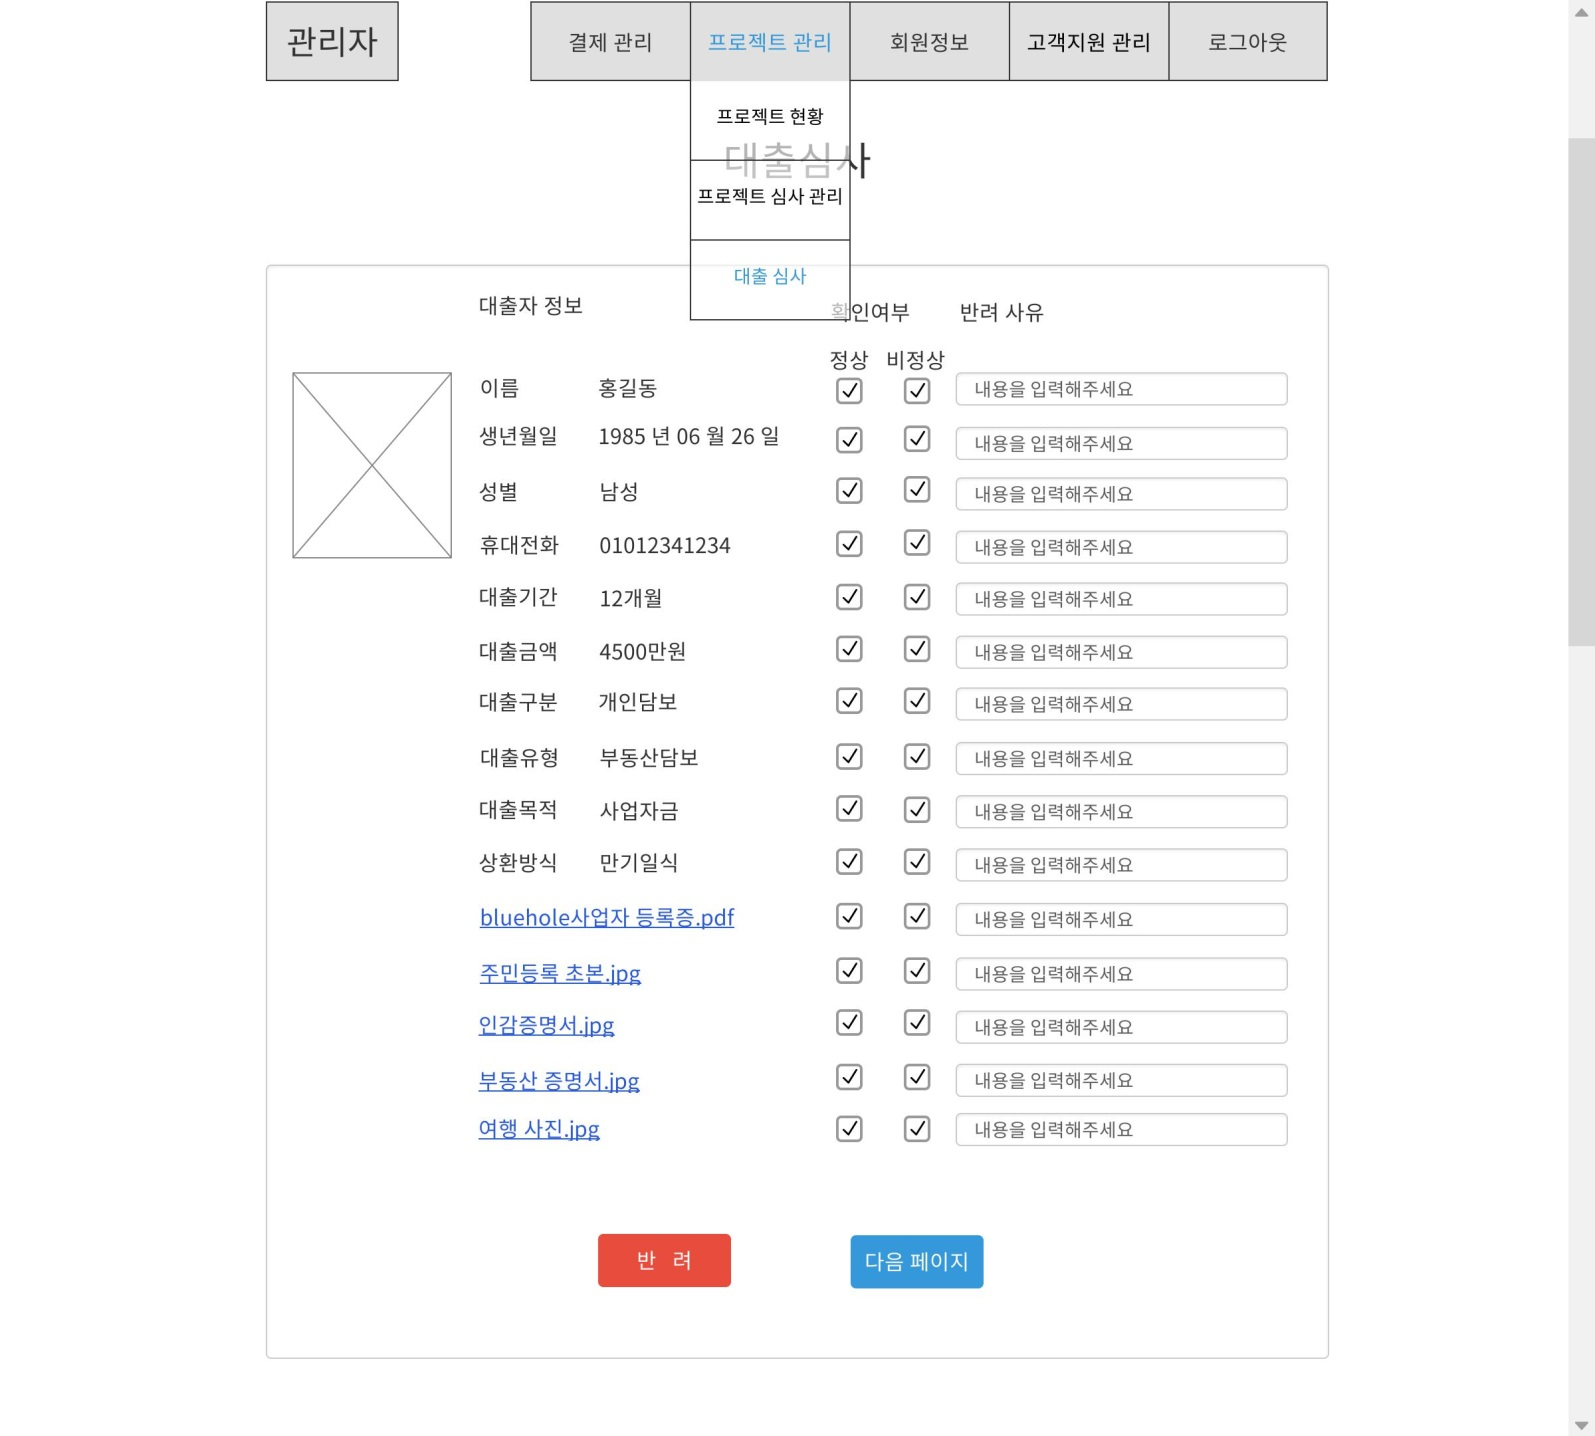 관리자 결제 관리 프로젝트 관리 회원정보 고객지원 관리 로그아웃
프로젝트 현황
대출심사
프로젝트 심사 관리
대출 심사
대출자 정보 확인여부 반려 사유
정상 비정상
이름 홍길동 내용을 입력해주세요
생년월일 1985 년 06 월 26 일 내용을 입력해주세요
성별 남성 내용을 입력해주세요
휴대전화 01012341234 내용을 입력해주세요
대출기간 12개월 내용을 입력해주세요
대출금액 4500만원 내용을 입력해주세요
대출구분 개인담보 내용을 입력해주세요
대출유형 부동산담보 내용을 입력해주세요
대출목적 사업자금 내용을 입력해주세요
상환방식 만기일식 내용을 입력해주세요
bluehole사업자 등록증.pdf 내용을 입력해주세요
주민등록 초본.jpg 내용을 입력해주세요
인감증명서.jpg 내용을 입력해주세요
부동산 증명서.jpg 내용을 입력해주세요
여행 사진.jpg 내용을 입력해주세요
반 려 다음 페이지